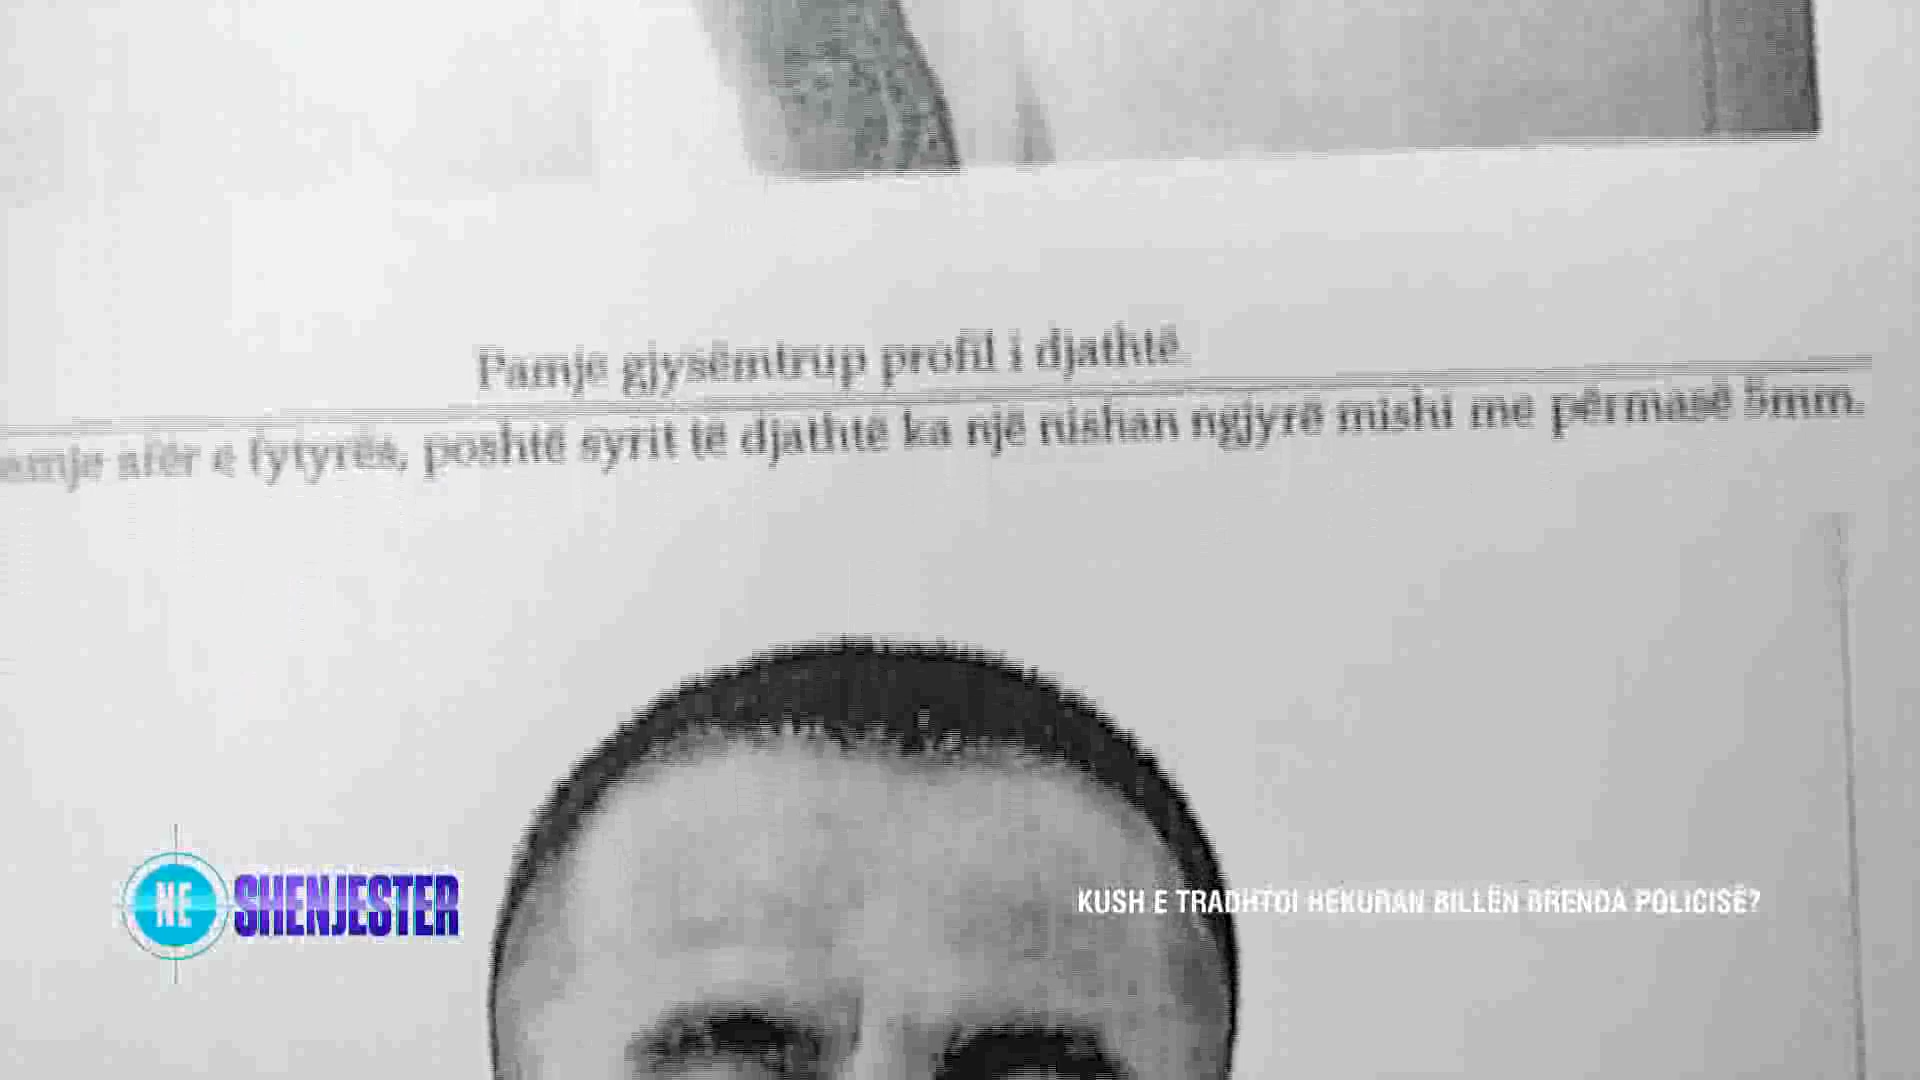 Pamje gjysëmtrup profil i djathtë
amje afër e fytyrës, poshtë syrit të djathtë ka një nishan ngjyrë mishi me përmasë 5mm.
NE SHENJESTER
KUSH E TRADHTOI HEKURAN BILLËN BRENDA POLICISË?